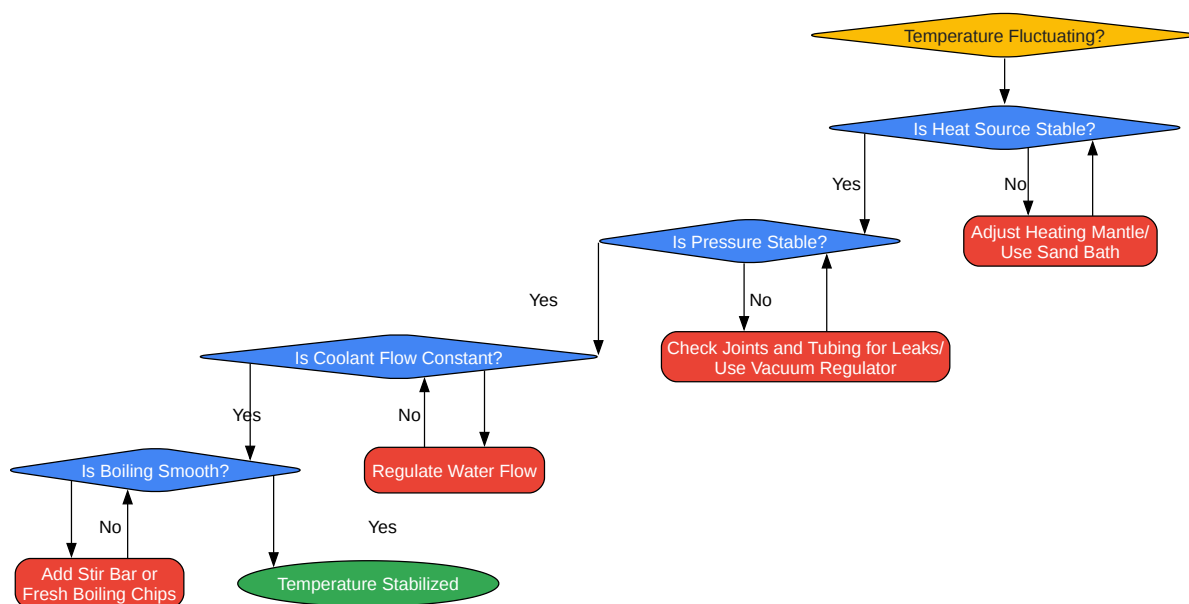 Temperature Fluctuating?
Is Heat Source Stable?
Yes
No
Adjust Heating Mantle/
Use Sand Bath
Is Pressure Stable?
Yes
No
Check Joints and Tubing for Leaks/
Use Vacuum Regulator
Is Coolant Flow Constant?
Yes
No
Regulate Water Flow
Is Boiling Smooth?
No
Yes
Add Stir Bar or
Fresh Boiling Chips
Temperature Stabilized